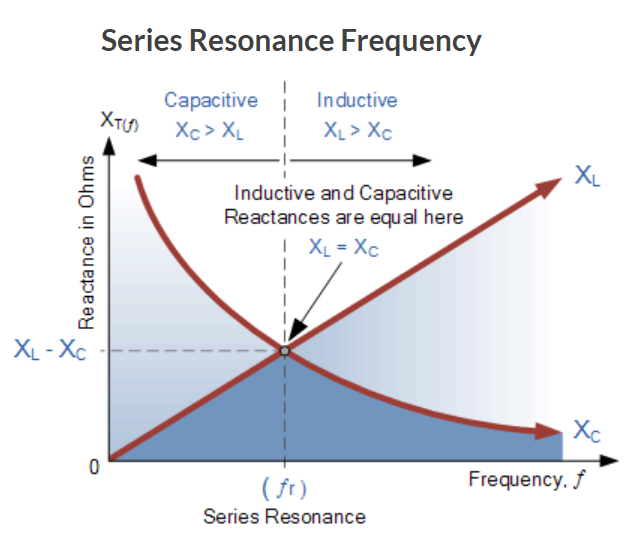 Series Resonance Frequency
Capacitive
XC > XL
Inductive
XL > XC
XT(f)
Reactance in Ohms
Inductive and Capacitive
Reactances are equal here
XL = XC
XL
XL - XC
XC
0
Frequency, f
( fr )
Series Resonance